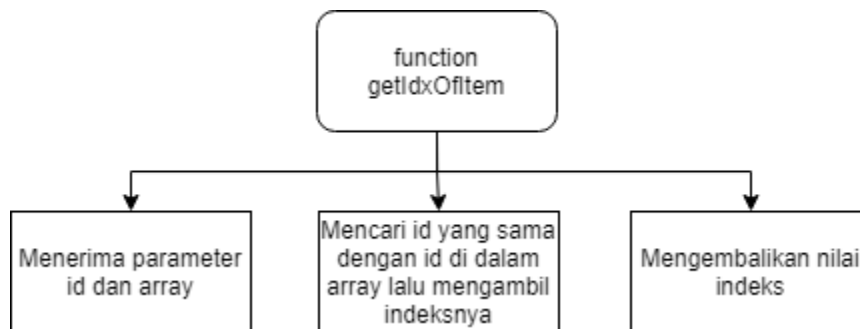 function
getIdxOfItem
Menerima parameter
id dan array
Mencari id yang sama
dengan id di dalam
array lalu mengambil
indeksnya
Mengembalikan nilai
indeks